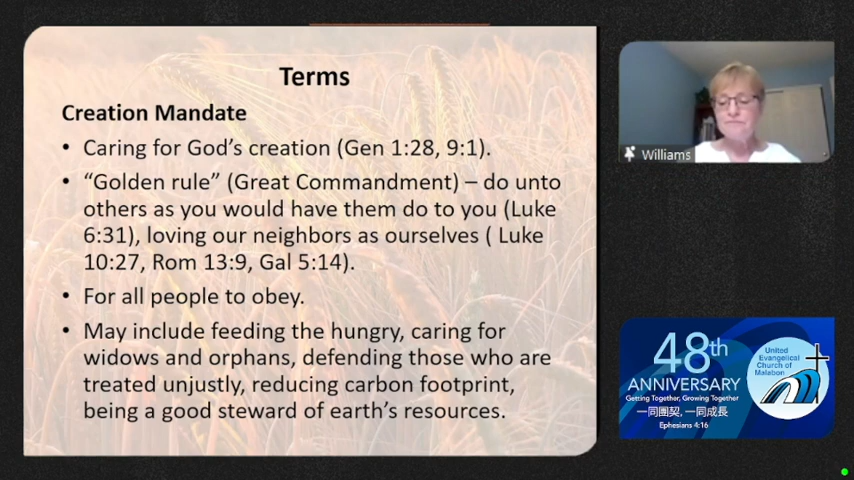 Terms
Creation Mandate
• Caring for God's creation (Gen 1:28, 9:1).
• “Golden rule” (Great Commandment) – do unto
others as you would have them do to you (Luke
6:31), loving our neighbors as ourselves ( Luke
10:27, Rom 13:9, Gal 5:14).
• For all people to obey.
• May include feeding the hungry, caring for
widows and orphans, defending those who are
treated unjustly, reducing carbon footprint,
being a good steward of earth's resources.
Williams
48th
ANNIVERSARY
Getting Together, Growing Together
一同團契, 一同成長
Ephesians 4:16
United
Evangelical
Church of
Malabon